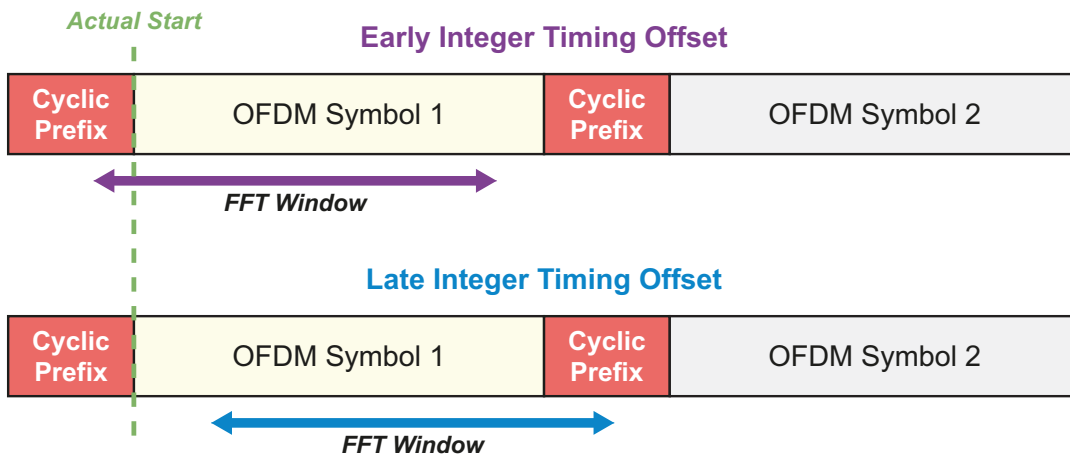 Actual Start
Early Integer Timing Offset
Cyclic
Prefix
OFDM Symbol 1
Cyclic
Prefix
OFDM Symbol 2
FFT Window
Late Integer Timing Offset
Cyclic
Prefix
OFDM Symbol 1
Cyclic
Prefix
OFDM Symbol 2
FFT Window